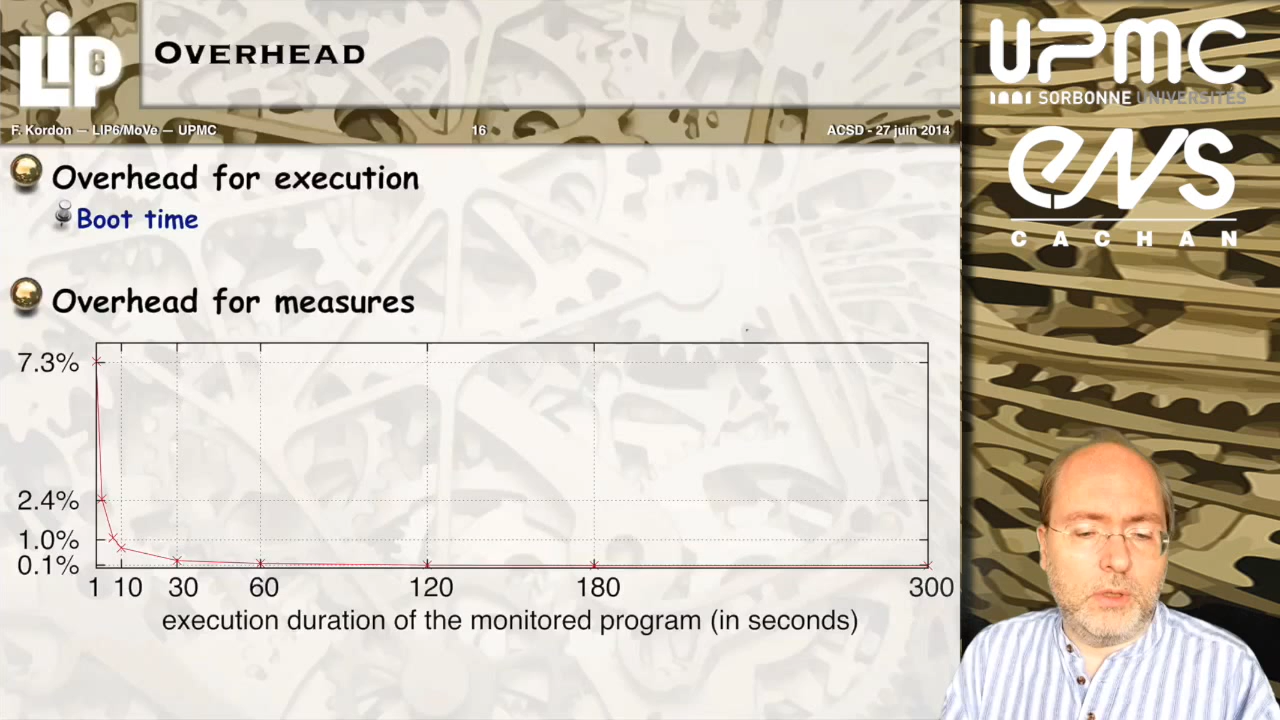 LIP6
OVERHEAD
F. Kordon — LIP6/MoVe — UPMC
16
ACSD - 27 juin 2014
Overhead for execution
Boot time
Overhead for measures
7.3%
2.4%
1.0%
0.1%
1 10 30 60 120 180 300
execution duration of the monitored program (in seconds)
UPMC
SORBONNE UNIVERSITES
ENS
CACHAN